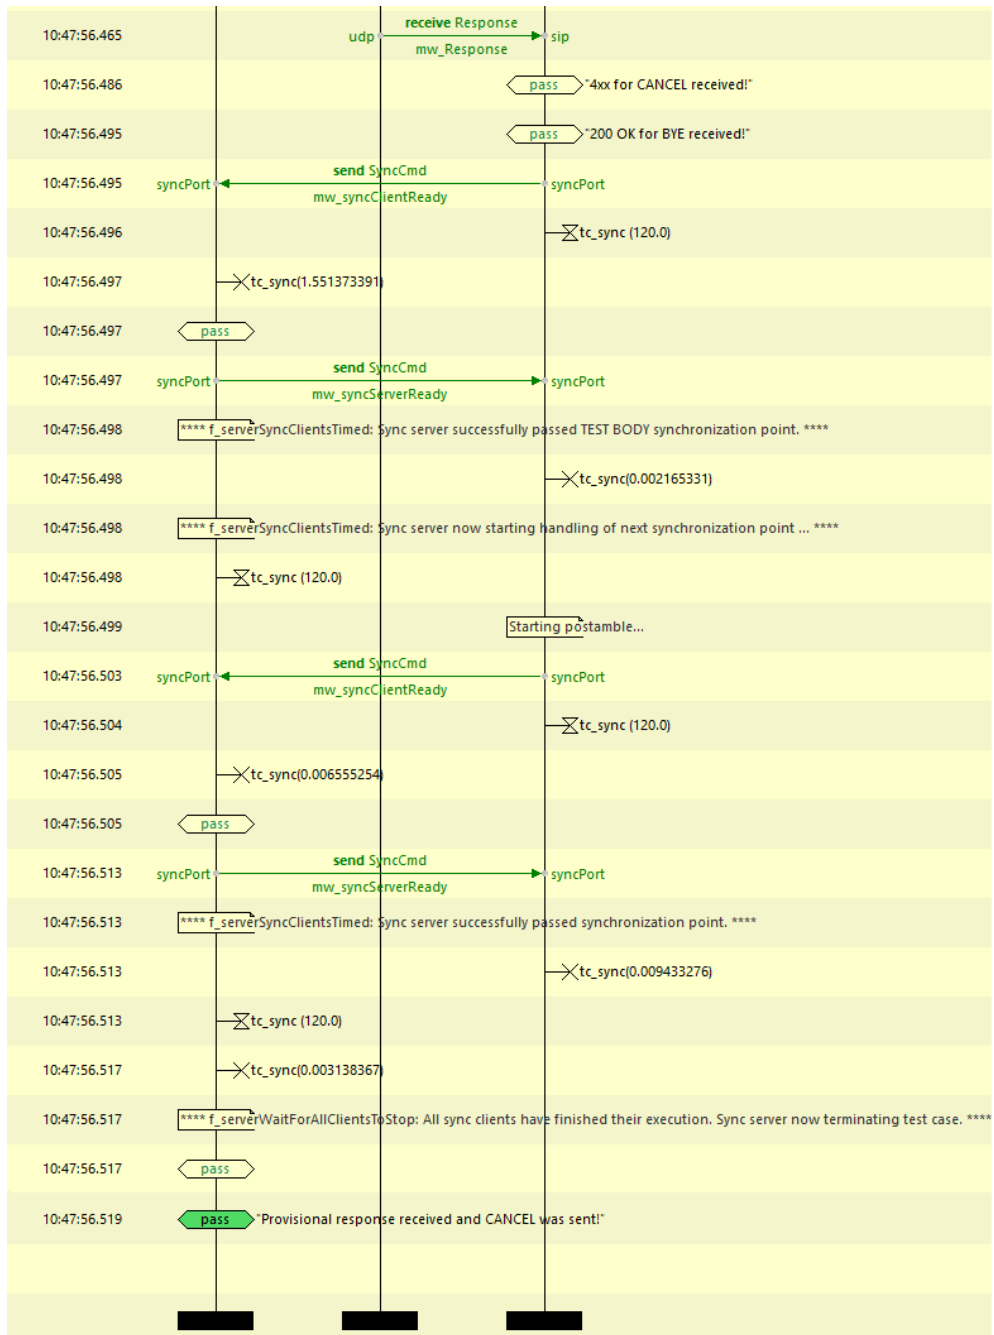 10:47:56.465 udp receive Response sip
mw_Response
10:47:56.486 pass "4xx for CANCEL received!"
10:47:56.495 pass "200 OK for BYE received!"
10:47:56.495 syncPort send SyncCmd syncPort
mw_syncClientReady
10:47:56.496 tc_sync (120.0)
10:47:56.497 tc_sync(1.551373391)
10:47:56.497 pass
10:47:56.497 syncPort send SyncCmd syncPort
mw_syncServerReady
10:47:56.498 **** f_serverSyncClientsTimed: Sync server successfully passed TEST BODY synchronization point. ****
10:47:56.498 tc_sync(0.002165331)
10:47:56.498 **** f_serverSyncClientsTimed: Sync server now starting handling of next synchronization point ... ****
10:47:56.498 tc_sync (120.0)
10:47:56.499 Starting postamble...
10:47:56.503 syncPort send SyncCmd syncPort
mw_syncClientReady
10:47:56.504 tc_sync (120.0)
10:47:56.505 tc_sync(0.006555254)
10:47:56.505 pass
10:47:56.513 syncPort send SyncCmd syncPort
mw_syncServerReady
10:47:56.513 **** f_serverSyncClientsTimed: Sync server successfully passed synchronization point. ****
10:47:56.513 tc_sync(0.009433276)
10:47:56.513 tc_sync (120.0)
10:47:56.517 tc_sync(0.003138367)
10:47:56.517 **** f_serverWaitForAllClientsToStop: All sync clients have finished their execution. Sync server now terminating test case. ****
10:47:56.517 pass
10:47:56.519 pass "Provisional response received and CANCEL was sent!"